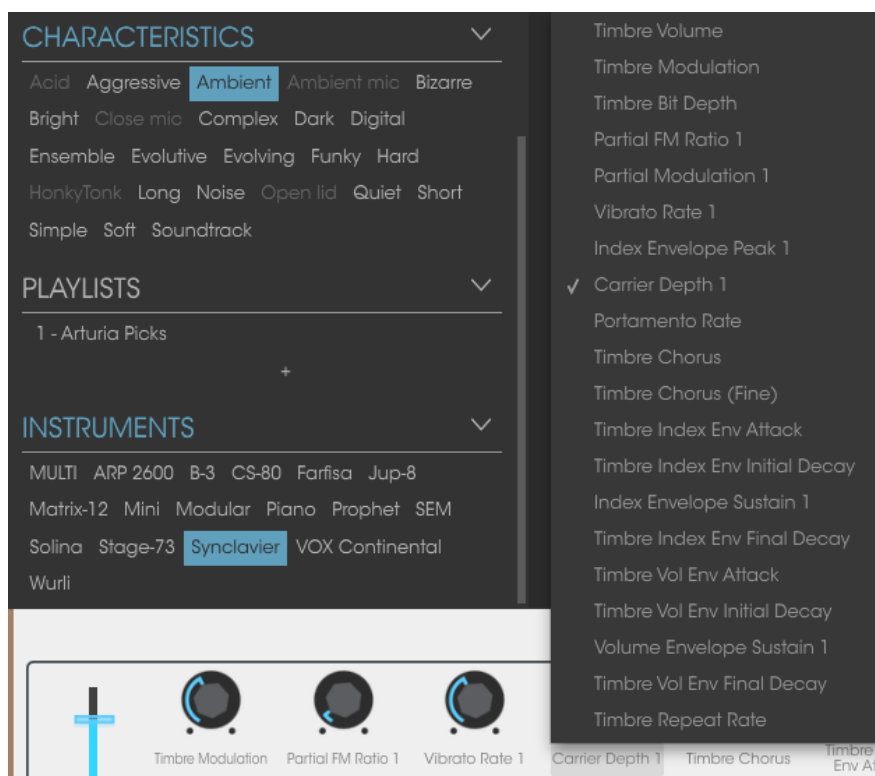 CHARACTERISTICS
Acid Aggressive Ambient Ambient mic Bizarre
Bright Close mic Complex Dark Digital
Ensemble Evolutive Evolving Funky Hard
HonkyTonk Long Noise Open lid Quiet Short
Simple Soft Soundtrack
PLAYLISTS
1 - Arturia Picks
+
INSTRUMENTS
MULTI ARP 2600 B-3 CS-80 Farfisa Jup-8
Matrix-12 Mini Modular Piano Prophet SEM
Solina Stage-73 Synclavier VOX Continental
Wurli
Timbre Volume
Timbre Modulation
Timbre Bit Depth
Partial FM Ratio 1
Partial Modulation 1
Vibrato Rate 1
Index Envelope Peak 1
✓ Carrier Depth 1
Portamento Rate
Timbre Chorus
Timbre Chorus (Fine)
Timbre Index Env Attack
Timbre Index Env Initial Decay
Index Envelope Sustain 1
Timbre Index Env Final Decay
Timbre Vol Env Attack
Timbre Vol Env Initial Decay
Volume Envelope Sustain 1
Timbre Vol Env Final Decay
Timbre Repeat Rate
Timbre Modulation Partial FM Ratio 1 Vibrato Rate 1 Carrier Depth 1 Timbre Chorus Timbre
Env